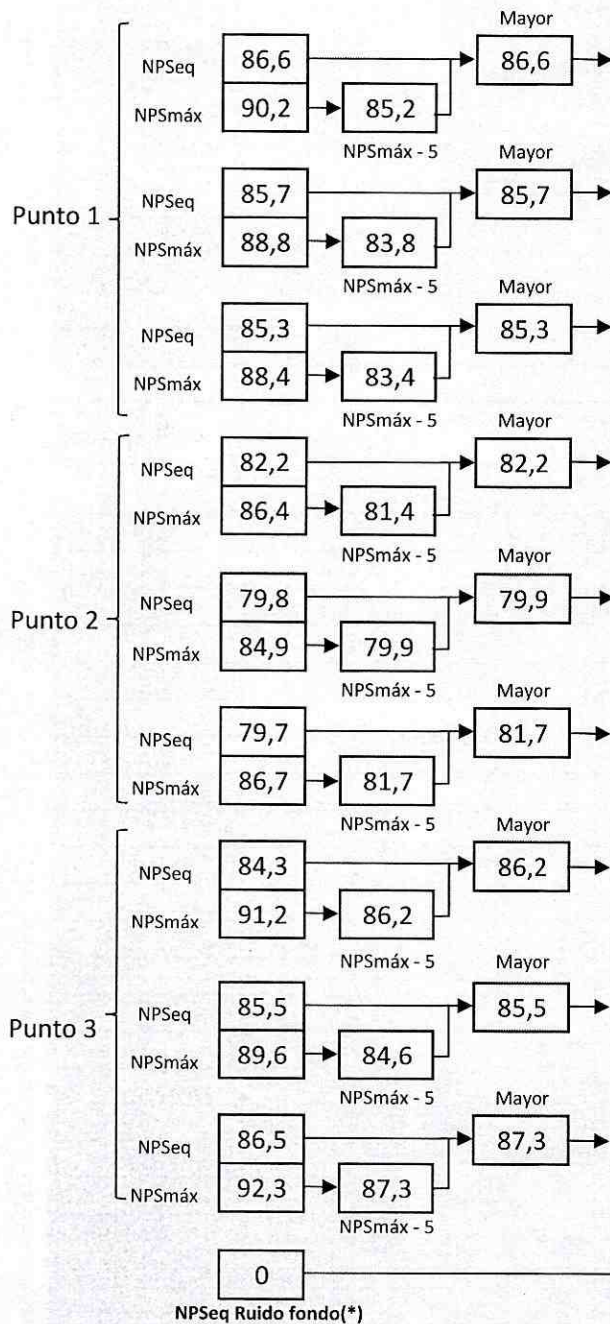 Mayor
NPSeq 86,6 86,6
NPSmáx 90,2 85,2
NPSmáx - 5
Mayor
NPSeq 85,7 85,7
Punto 1
NPSmáx 88,8 83,8
NPSmáx - 5
Mayor
NPSeq 85,3 85,3
NPSmáx 88,4 83,4
NPSmáx - 5
Mayor
NPSeq 82,2 82,2
NPSmáx 86,4 81,4
NPSmáx - 5
Mayor
NPSeq 79,8 79,9
Punto 2
NPSmáx 84,9 79,9
NPSmáx - 5
Mayor
NPSeq 79,7 81,7
NPSmáx 86,7 81,7
NPSmáx - 5
Mayor
NPSeq 84,3 86,2
NPSmáx 91,2 86,2
NPSmáx - 5
Mayor
NPSeq 85,5 85,5
Punto 3
NPSmáx 89,6 84,6
NPSmáx - 5
Mayor
NPSeq 86,5 87,3
NPSmáx 92,3 87,3
NPSmáx - 5
0
NPSeq Ruido fondo(*)